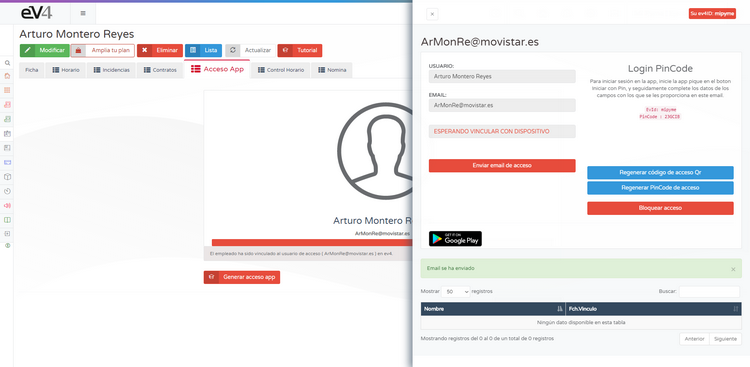 eV4
Arturo Montero Reyes
Modificar
Amplia tu plan
Eliminar
Lista
Actualizar
Tutorial
Ficha
Horario
Incidencias
Contratos
Acceso App
Control Horario
Nomina
Arturo Montero R
ArMonRe@movistar.es
El empleado ha sido vinculado al usuario de acceso ( ArMonRe@movistar.es ) en ev4.
Generar acceso app
×
Su ev4ID: mipyme
ArMonRe@movistar.es
USUARIO:
Arturo Montero Reyes
EMAIL:
ArMonRe@movistar.es
ESPERANDO VINCULAR CON DISPOSITIVO
Enviar email de acceso
Login PinCode
Para iniciar sesión en la app, inicie la app pique en el boton
Iniciar con Pin, y seguidamente complete los datos de los
campos con los que se les proporciona en este email.
EvId: mipyme
PinCode : 23GCIB
Regenerar código de acceso Qr
Regenerar PinCode de acceso
Bloquear acceso
GET IT ON
Google Play
Email se ha enviado
×
Mostrar 50 registros
Buscar:
Nombre
Fch.Vinculo
Ningún dato disponible en esta tabla
Mostrando registros del 0 al 0 de un total de 0 registros
Anterior
Siguiente